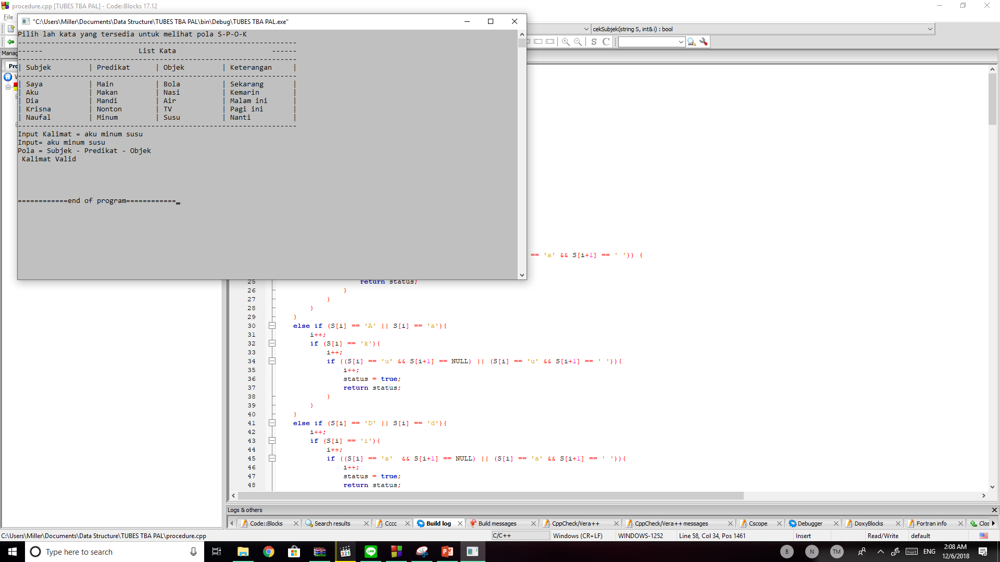 procedure.cpp [TUBES TBA PAL] - Code::Blocks 17.12
File
"C:\Users\Miller\Documents\Data Structure\TUBES TBA PAL\bin\Debug\TUBES TBA PAL.exe"
Pilih lah kata yang tersedia untuk melihat pola S-P-O-K
-------------------------------------------------------------------
------                       List Kata                       ------
-------------------------------------------------------------------
| Subjek         | Predikat      | Objek         | Keterangan     |
-------------------------------------------------------------------
| Saya           | Main          | Bola          | Sekarang       |
| Aku            | Makan         | Nasi          | Kemarin        |
| Dia            | Mandi         | Air           | Malam ini      |
| Krisna         | Nonton        | TV            | Pagi ini       |
| Naufal         | Minum         | Susu          | Nanti          |
-------------------------------------------------------------------
Input Kalimat = aku minum susu
Input= aku minum susu
Pola = Subjek - Predikat - Objek
 Kalimat Valid
============end of program============_
cekSubjek(string S, int& i) : bool
S C
Manag
Pro
W
== 'a' && S[i+1] == ' ')) {
25 return status;
26 }
27 }
28 }
29 }
30 else if (S[i] == 'A' || S[i] == 'a'){
31 i++;
32 if (S[i] == 'k'){
33 i++;
34 if ((S[i] == 'u' && S[i+1] == NULL) || (S[i] == 'u' && S[i+1] == ' ')){
35 i++;
36 status = true;
37 return status;
38 }
39 }
40 }
41 else if (S[i] == 'D' || S[i] == 'd'){
42 i++;
43 if (S[i] == 'i'){
44 i++;
45 if ((S[i] == 'a'  && S[i+1] == NULL) || (S[i] == 'a' && S[i+1] == ' ')){
46 i++;
47 status = true;
48 return status;
Logs & others
Code::Blocks Search results Cccc Build log Build messages CppCheck/Vera++ CppCheck/Vera++ messages Cscope Debugger DoxyBlocks Fortran info Clos
C:\Users\Miller\Documents\Data Structure\TUBES TBA PAL\procedure.cpp C/C++ Windows (CR+LF) WINDOWS-1252 Line 58, Col 34, Pos 1461 Insert Read/Write default
Type here to search
321
LINE
B N TM
ENG
2:08 AM
12/6/2018